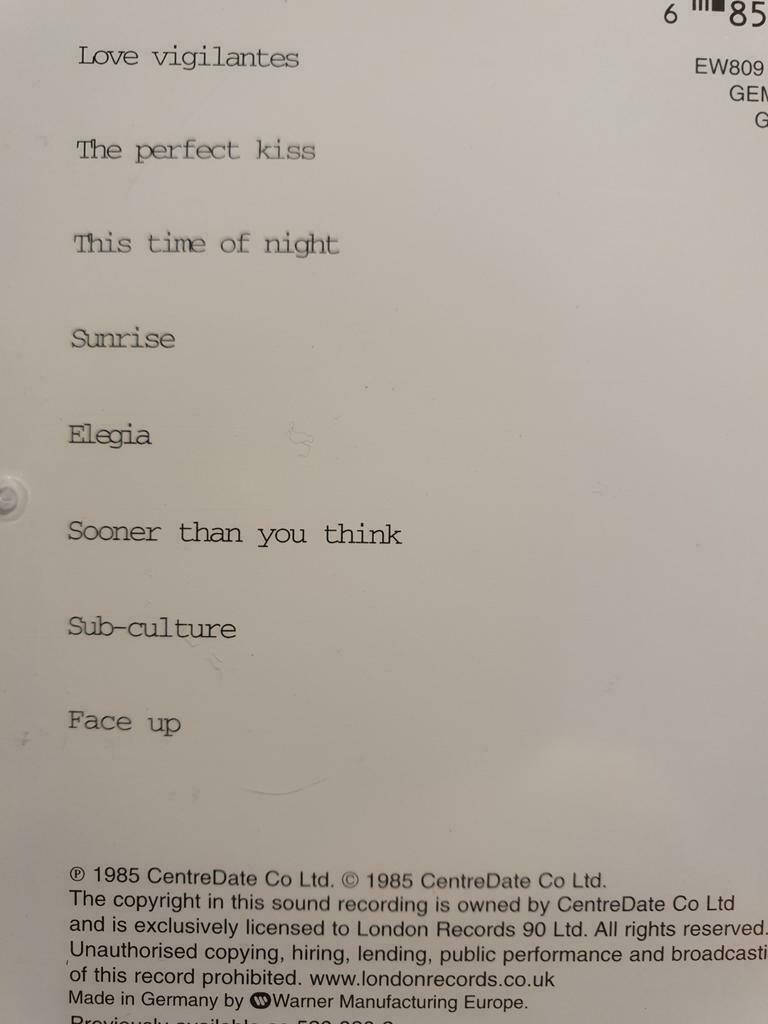 6 85
EW809
Love vigilantes
The perfect kiss
This time of night
Sunrise
Elegia
Sooner than you think
Sub-culture
Face up
℗ 1985 CentreDate Co Ltd. © 1985 CentreDate Co Ltd.
The copyright in this sound recording is owned by CentreDate Co Ltd
and is exclusively licensed to London Records 90 Ltd. All rights reserved.
Unauthorised copying, hiring, lending, public performance and broadcasti
of this record prohibited. www.londonrecords.co.uk
Made in Germany by Warner Manufacturing Europe.
Previously available as